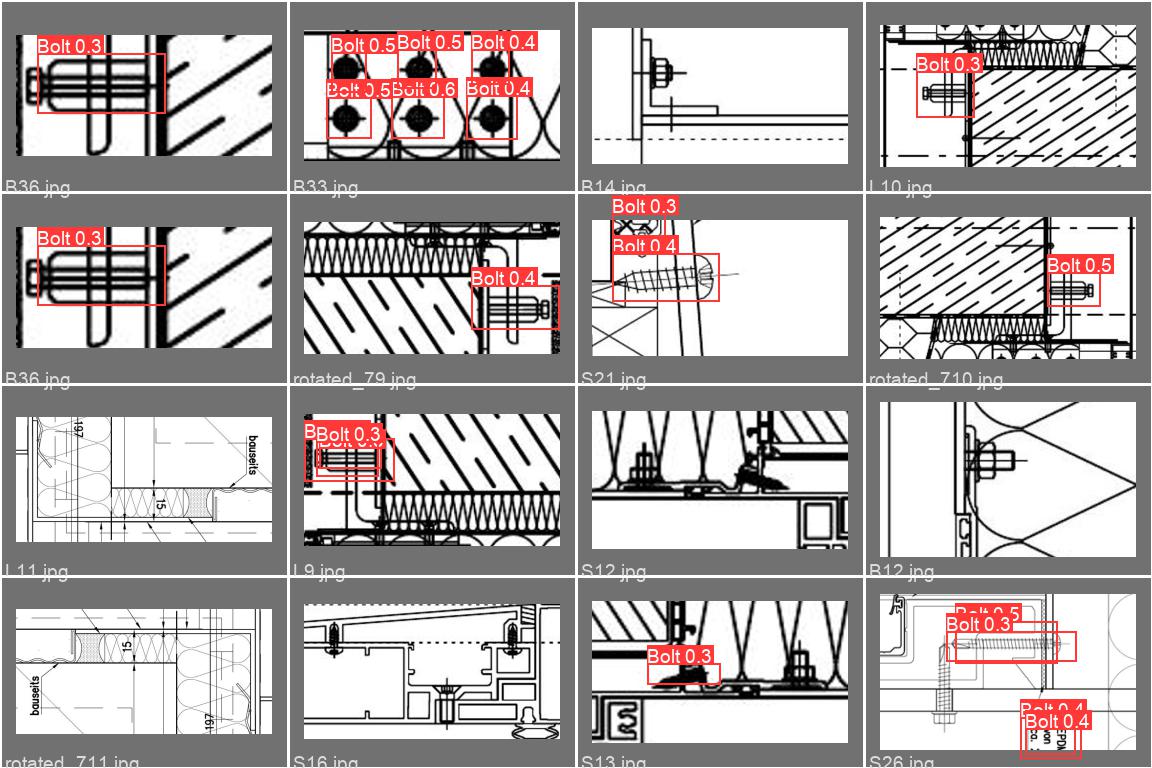 Bolt 0.3
B36.jpg
Bolt 0.5 Bolt 0.5 Bolt 0.4
Bolt 0.5 Bolt 0.6 Bolt 0.4
B33.jpg
B14.jpg
Bolt 0.3
L10.jpg
Bolt 0.3
B36.jpg
Bolt 0.4
rotated_79.jpg
Bolt 0.3
Bolt 0.4
S21.jpg
Bolt 0.5
rotated_710.jpg
197
bauseits
15
L11.jpg
Bolt 0.3
L9.jpg
S12.jpg
B12.jpg
15
bauseits
197
rotated_711.jpg
S16.jpg
Bolt 0.3
S13.jpg
Bolt 0.5
Bolt 0.3
Bolt 0.4
Bolt 0.4
S26.jpg